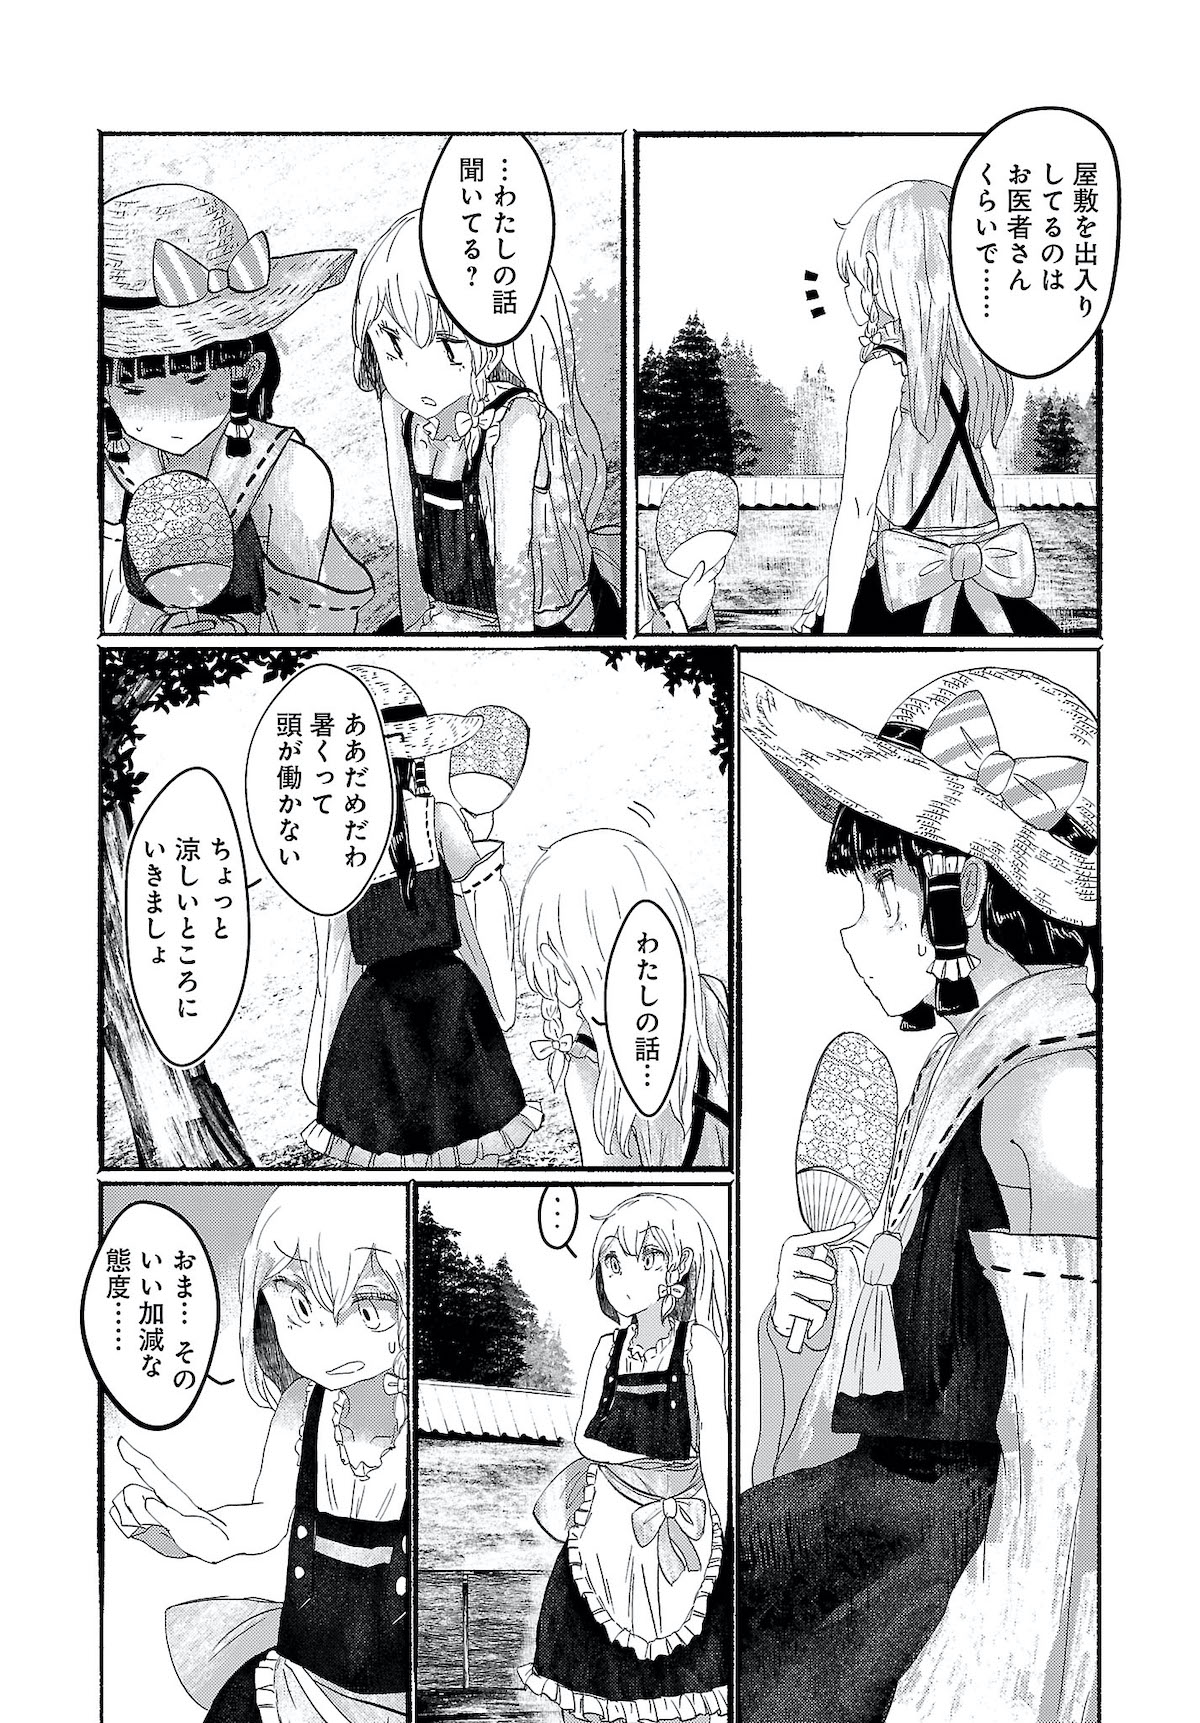 屋敷を出入り
してるのは
お医者さん
くらいで……
…わたしの話
聞いてる?
ああだめだわ
暑くって
頭が働かない
ちょっと
涼しいところに
いきましょ
わたしの話…
…
おま… その
いい加減な
態度……